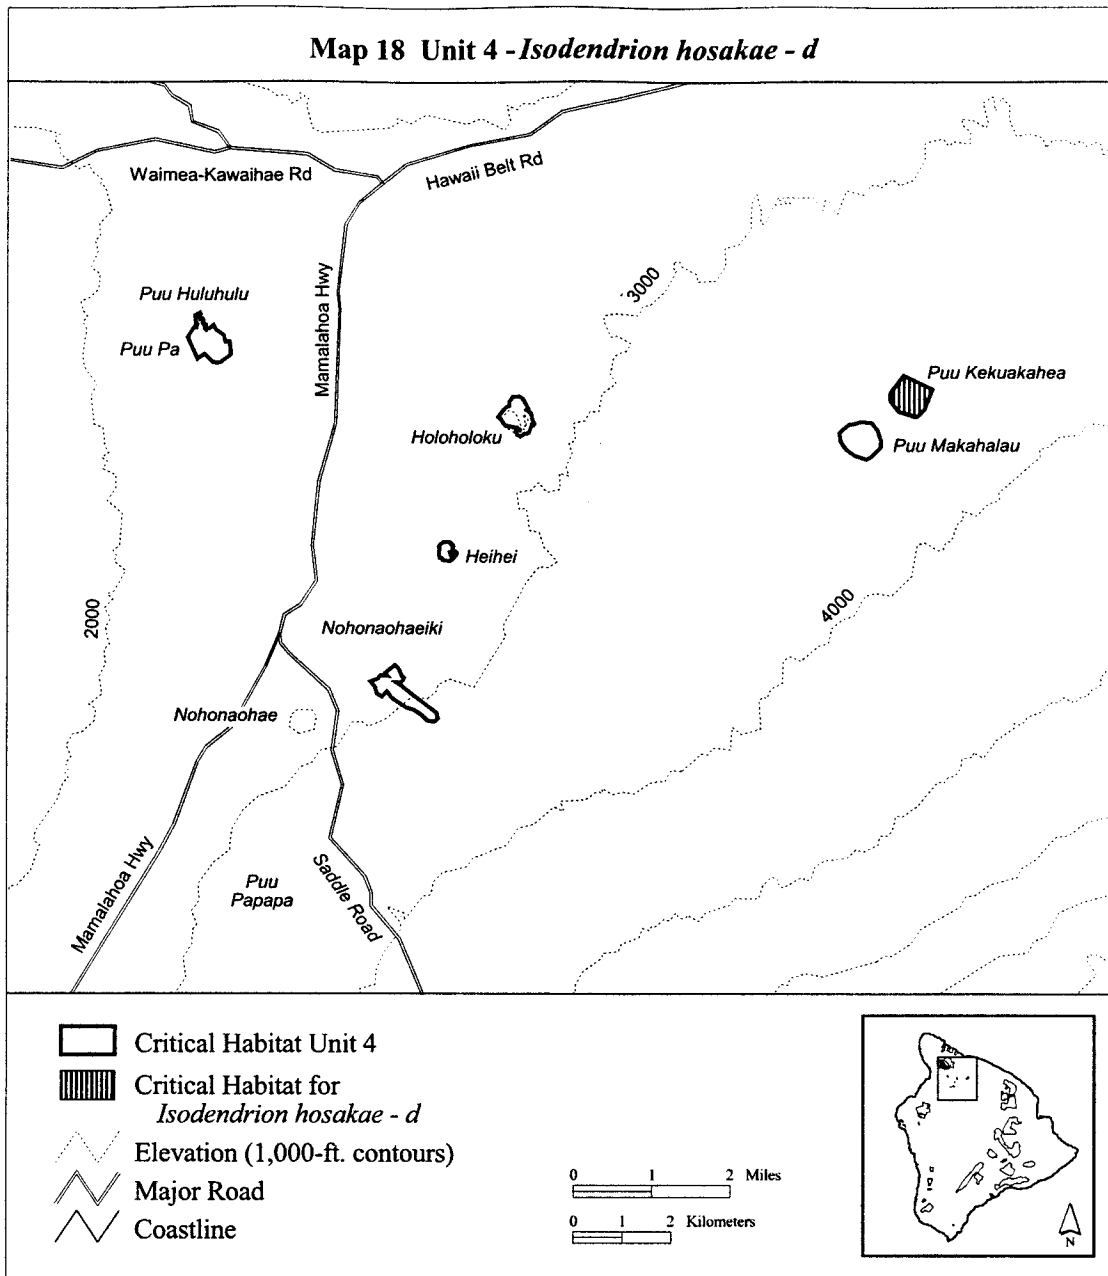 Map 18 Unit 4 - Isodendrion hosakae - d
Waimea-Kawaihae Rd
Hawaii Belt Rd
Mamalahoa Hwy
Puu Huluhulu
Puu Pa
3000
Puu Kekuakahea
Puu Makahalau
Holoholoku
Heihei
2000
4000
Nohonaohaeiki
Nohonaohae
Mamalahoa Hwy
Saddle Road
Puu
Papapa
Critical Habitat Unit 4
Critical Habitat for
Isodendrion hosakae - d
Elevation (1,000-ft. contours)
Major Road
Coastline
0 1 2 Miles
0 1 2 Kilometers
N